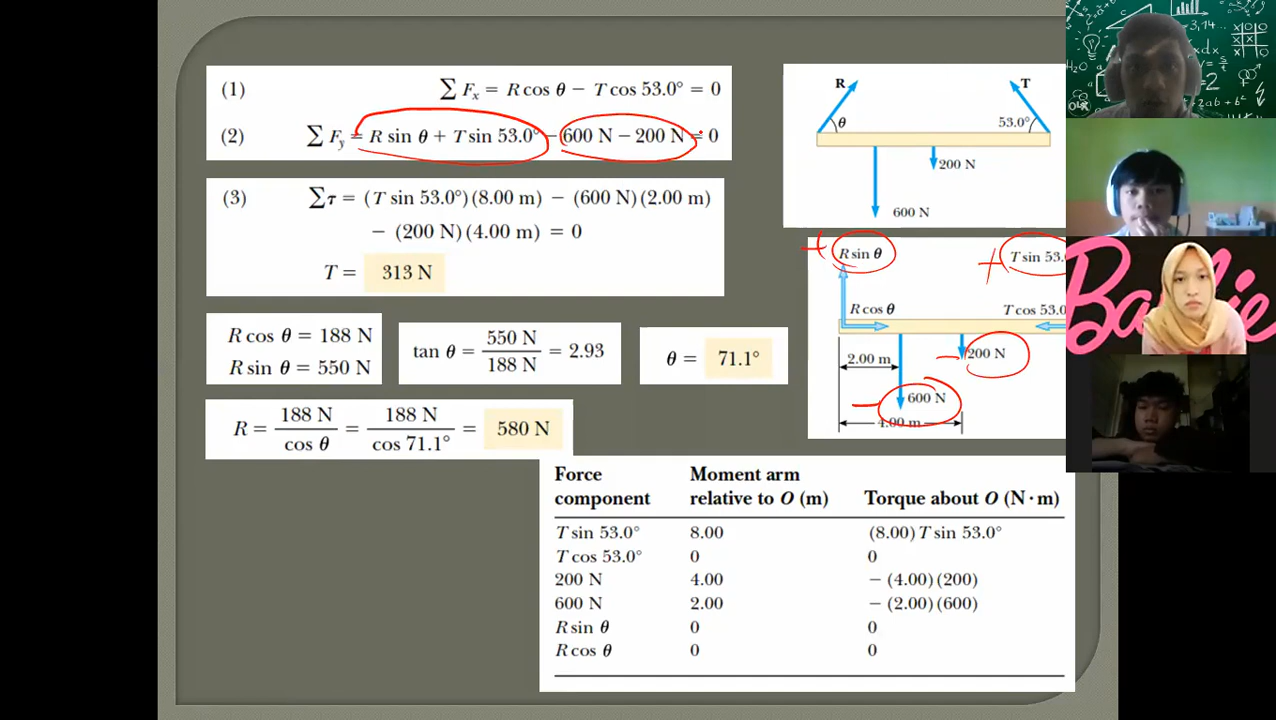 (1) ∑ Fx = R cos θ − T cos 53.0° = 0
(2) ∑ Fy = R sin θ + T sin 53.0° − 600 N − 200 N = 0
(3) ∑τ = (T sin 53.0°)(8.00 m) − (600 N)(2.00 m)
− (200 N)(4.00 m) = 0
T = 313 N
R cos θ = 188 N
R sin θ = 550 N
tan θ = 550 N / 188 N = 2.93
θ = 71.1°
R = 188 N / cos θ = 188 N / cos 71.1° = 580 N
R T
θ 53.0°
200 N
600 N
+ R sin θ + T sin 53.
R cos θ T cos 53.0
2.00 m − 200 N
− 600 N
4.00 m
Force component Moment arm relative to O (m) Torque about O (N·m)
T sin 53.0° 8.00 (8.00) T sin 53.0°
T cos 53.0° 0 0
200 N 4.00 − (4.00)(200)
600 N 2.00 − (2.00)(600)
R sin θ 0 0
R cos θ 0 0
Barbie